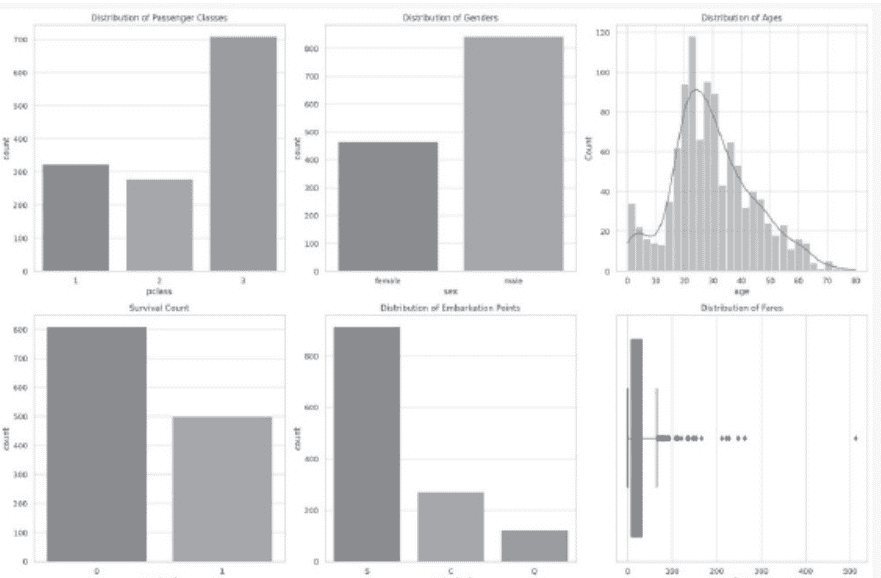 Distribution of Passenger Classes
700
600
500
400
300
200
100
0
count
1 2 3
pclass
Distribution of Genders
800
700
600
500
400
300
200
100
0
count
female male
sex
Distribution of Ages
120
100
80
60
40
20
0
Count
0 10 20 30 40 50 60 70 80
age
Survival Count
800
700
600
500
400
300
200
100
0
count
0 1
Distribution of Embarkation Points
800
600
400
200
0
count
S C Q
Distribution of Fares
0 100 200 300 400 500